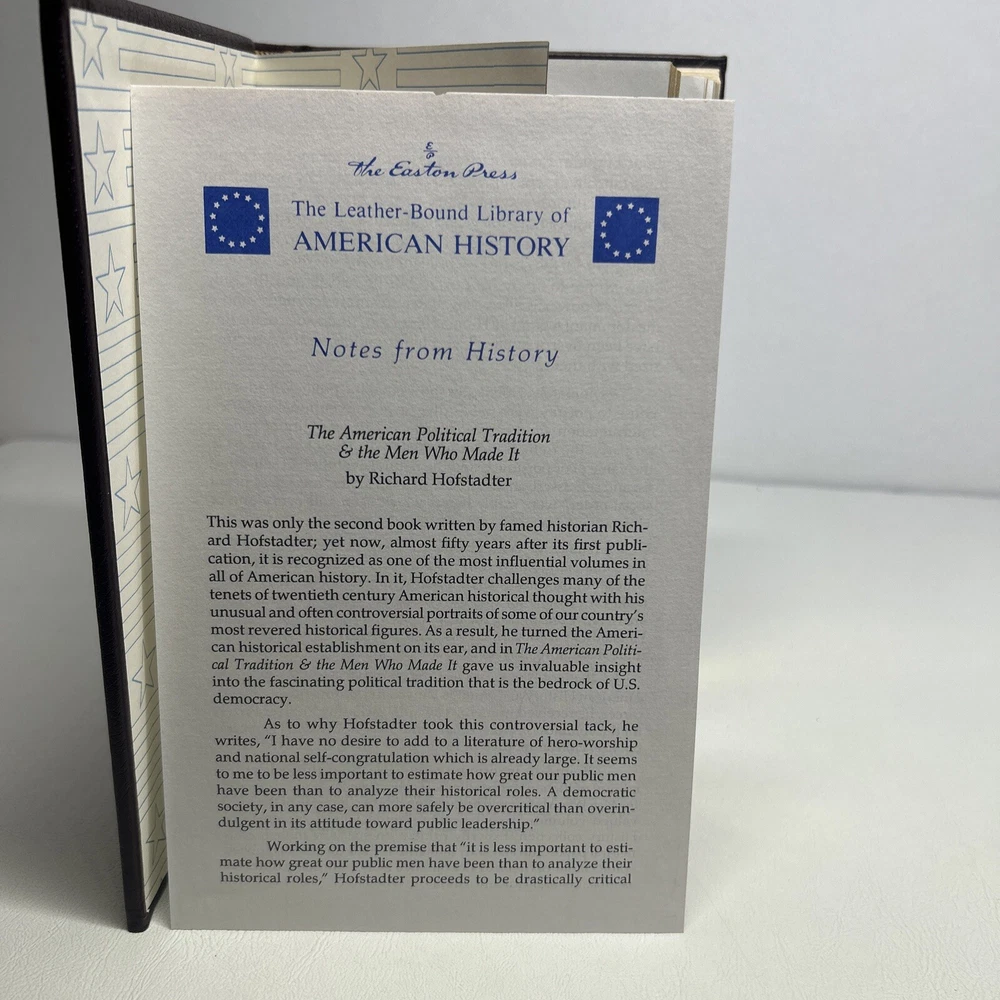 E
P
The Easton Press
The Leather-Bound Library of
AMERICAN HISTORY
Notes from History
The American Political Tradition
& the Men Who Made It
by Richard Hofstadter
This was only the second book written by famed historian Rich-
ard Hofstadter; yet now, almost fifty years after its first publi-
cation, it is recognized as one of the most influential volumes in
all of American history. In it, Hofstadter challenges many of the
tenets of twentieth century American historical thought with his
unusual and often controversial portraits of some of our country's
most revered historical figures. As a result, he turned the Ameri-
can historical establishment on its ear, and in The American Politi-
cal Tradition & the Men Who Made It gave us invaluable insight
into the fascinating political tradition that is the bedrock of U.S.
democracy.
As to why Hofstadter took this controversial tack, he
writes, "I have no desire to add to a literature of hero-worship
and national self-congratulation which is already large. It seems
to me to be less important to estimate how great our public men
have been than to analyze their historical roles. A democratic
society, in any case, can more safely be overcritical than overin-
dulgent in its attitude toward public leadership."
Working on the premise that "it is less important to esti-
mate how great our public men have been than to analyze their
historical roles," Hofstadter proceeds to be drastically critical